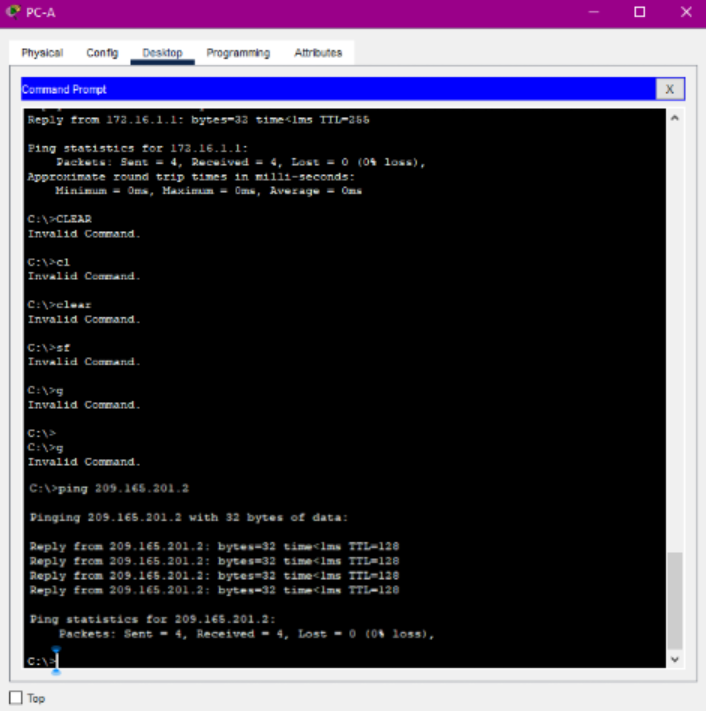 PC-A
Physical Config Desktop Programming Attributes
Command Prompt X
Reply from 172.16.1.1: bytes=32 time<1ms TTL=255
Ping statistics for 172.16.1.1:
Packets: Sent = 4, Received = 4, Lost = 0 (0% loss),
Approximate round trip times in milli-seconds:
Minimum = 0ms, Maximum = 0ms, Average = 0ms
C:\>CLEAR
Invalid Command.
C:\>cl
Invalid Command.
C:\>clear
Invalid Command.
C:\>sf
Invalid Command.
C:\>g
Invalid Command.
C:\>
C:\>g
Invalid Command.
C:\>ping 209.165.201.2
Pinging 209.165.201.2 with 32 bytes of data:
Reply from 209.165.201.2: bytes=32 time<1ms TTL=128
Reply from 209.165.201.2: bytes=32 time<1ms TTL=128
Reply from 209.165.201.2: bytes=32 time<1ms TTL=128
Reply from 209.165.201.2: bytes=32 time<1ms TTL=128
Ping statistics for 209.165.201.2:
Packets: Sent = 4, Received = 4, Lost = 0 (0% loss),
C:\>
Top